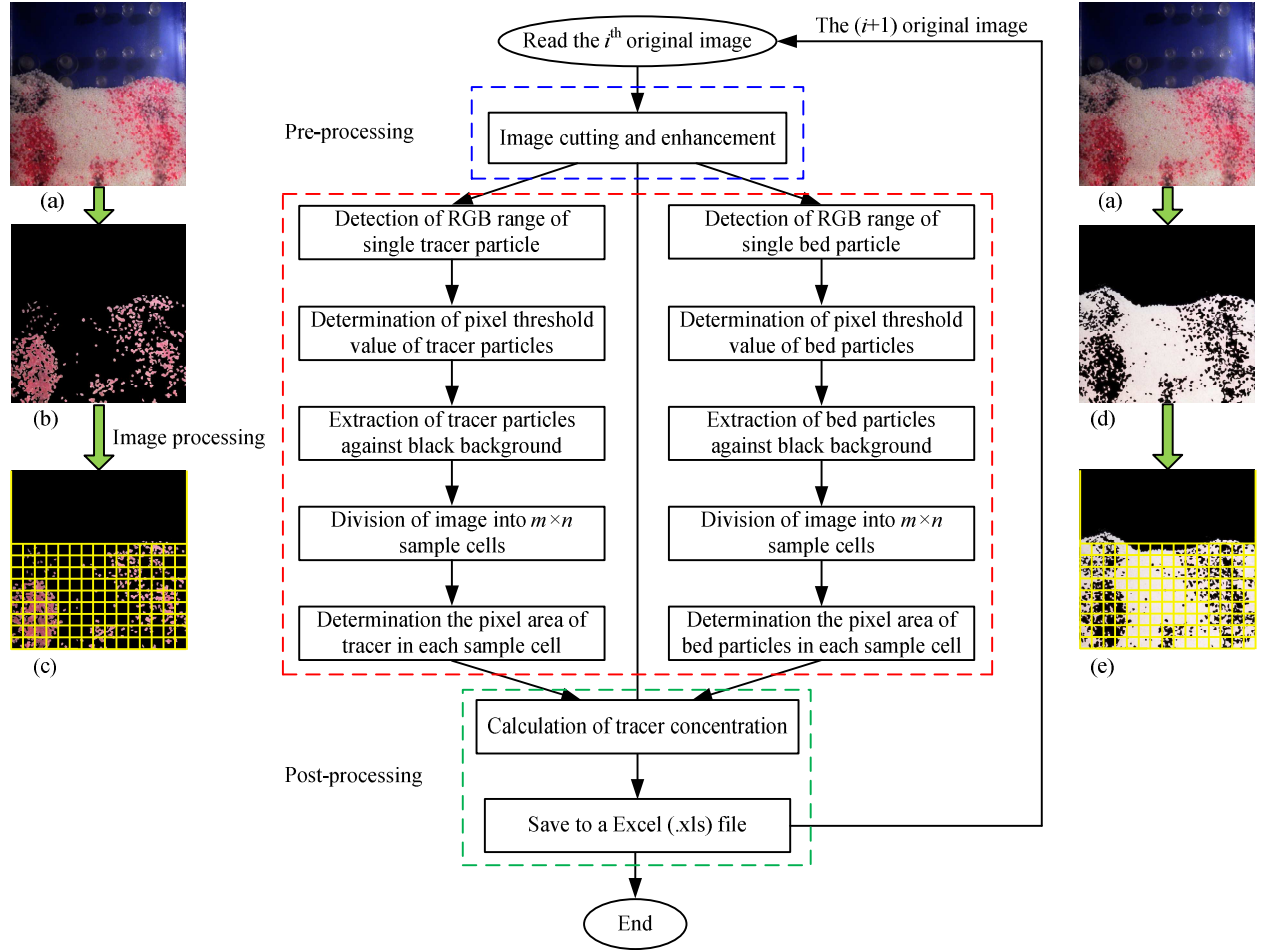 Read the ith original image
The (i+1) original image
Pre-processing
Image cutting and enhancement
(a)
(a)
Detection of RGB range of
single tracer particle
Detection of RGB range of
single bed particle
Determination of pixel threshold
value of tracer particles
Determination of pixel threshold
value of bed particles
(b)
(d)
Image processing
Extraction of tracer particles
against black background
Extraction of bed particles
against black background
Division of image into m×n
sample cells
Division of image into m×n
sample cells
Determination the pixel area of
tracer in each sample cell
Determination the pixel area of
bed particles in each sample cell
(c)
(e)
Calculation of tracer concentration
Post-processing
Save to a Excel (.xls) file
End